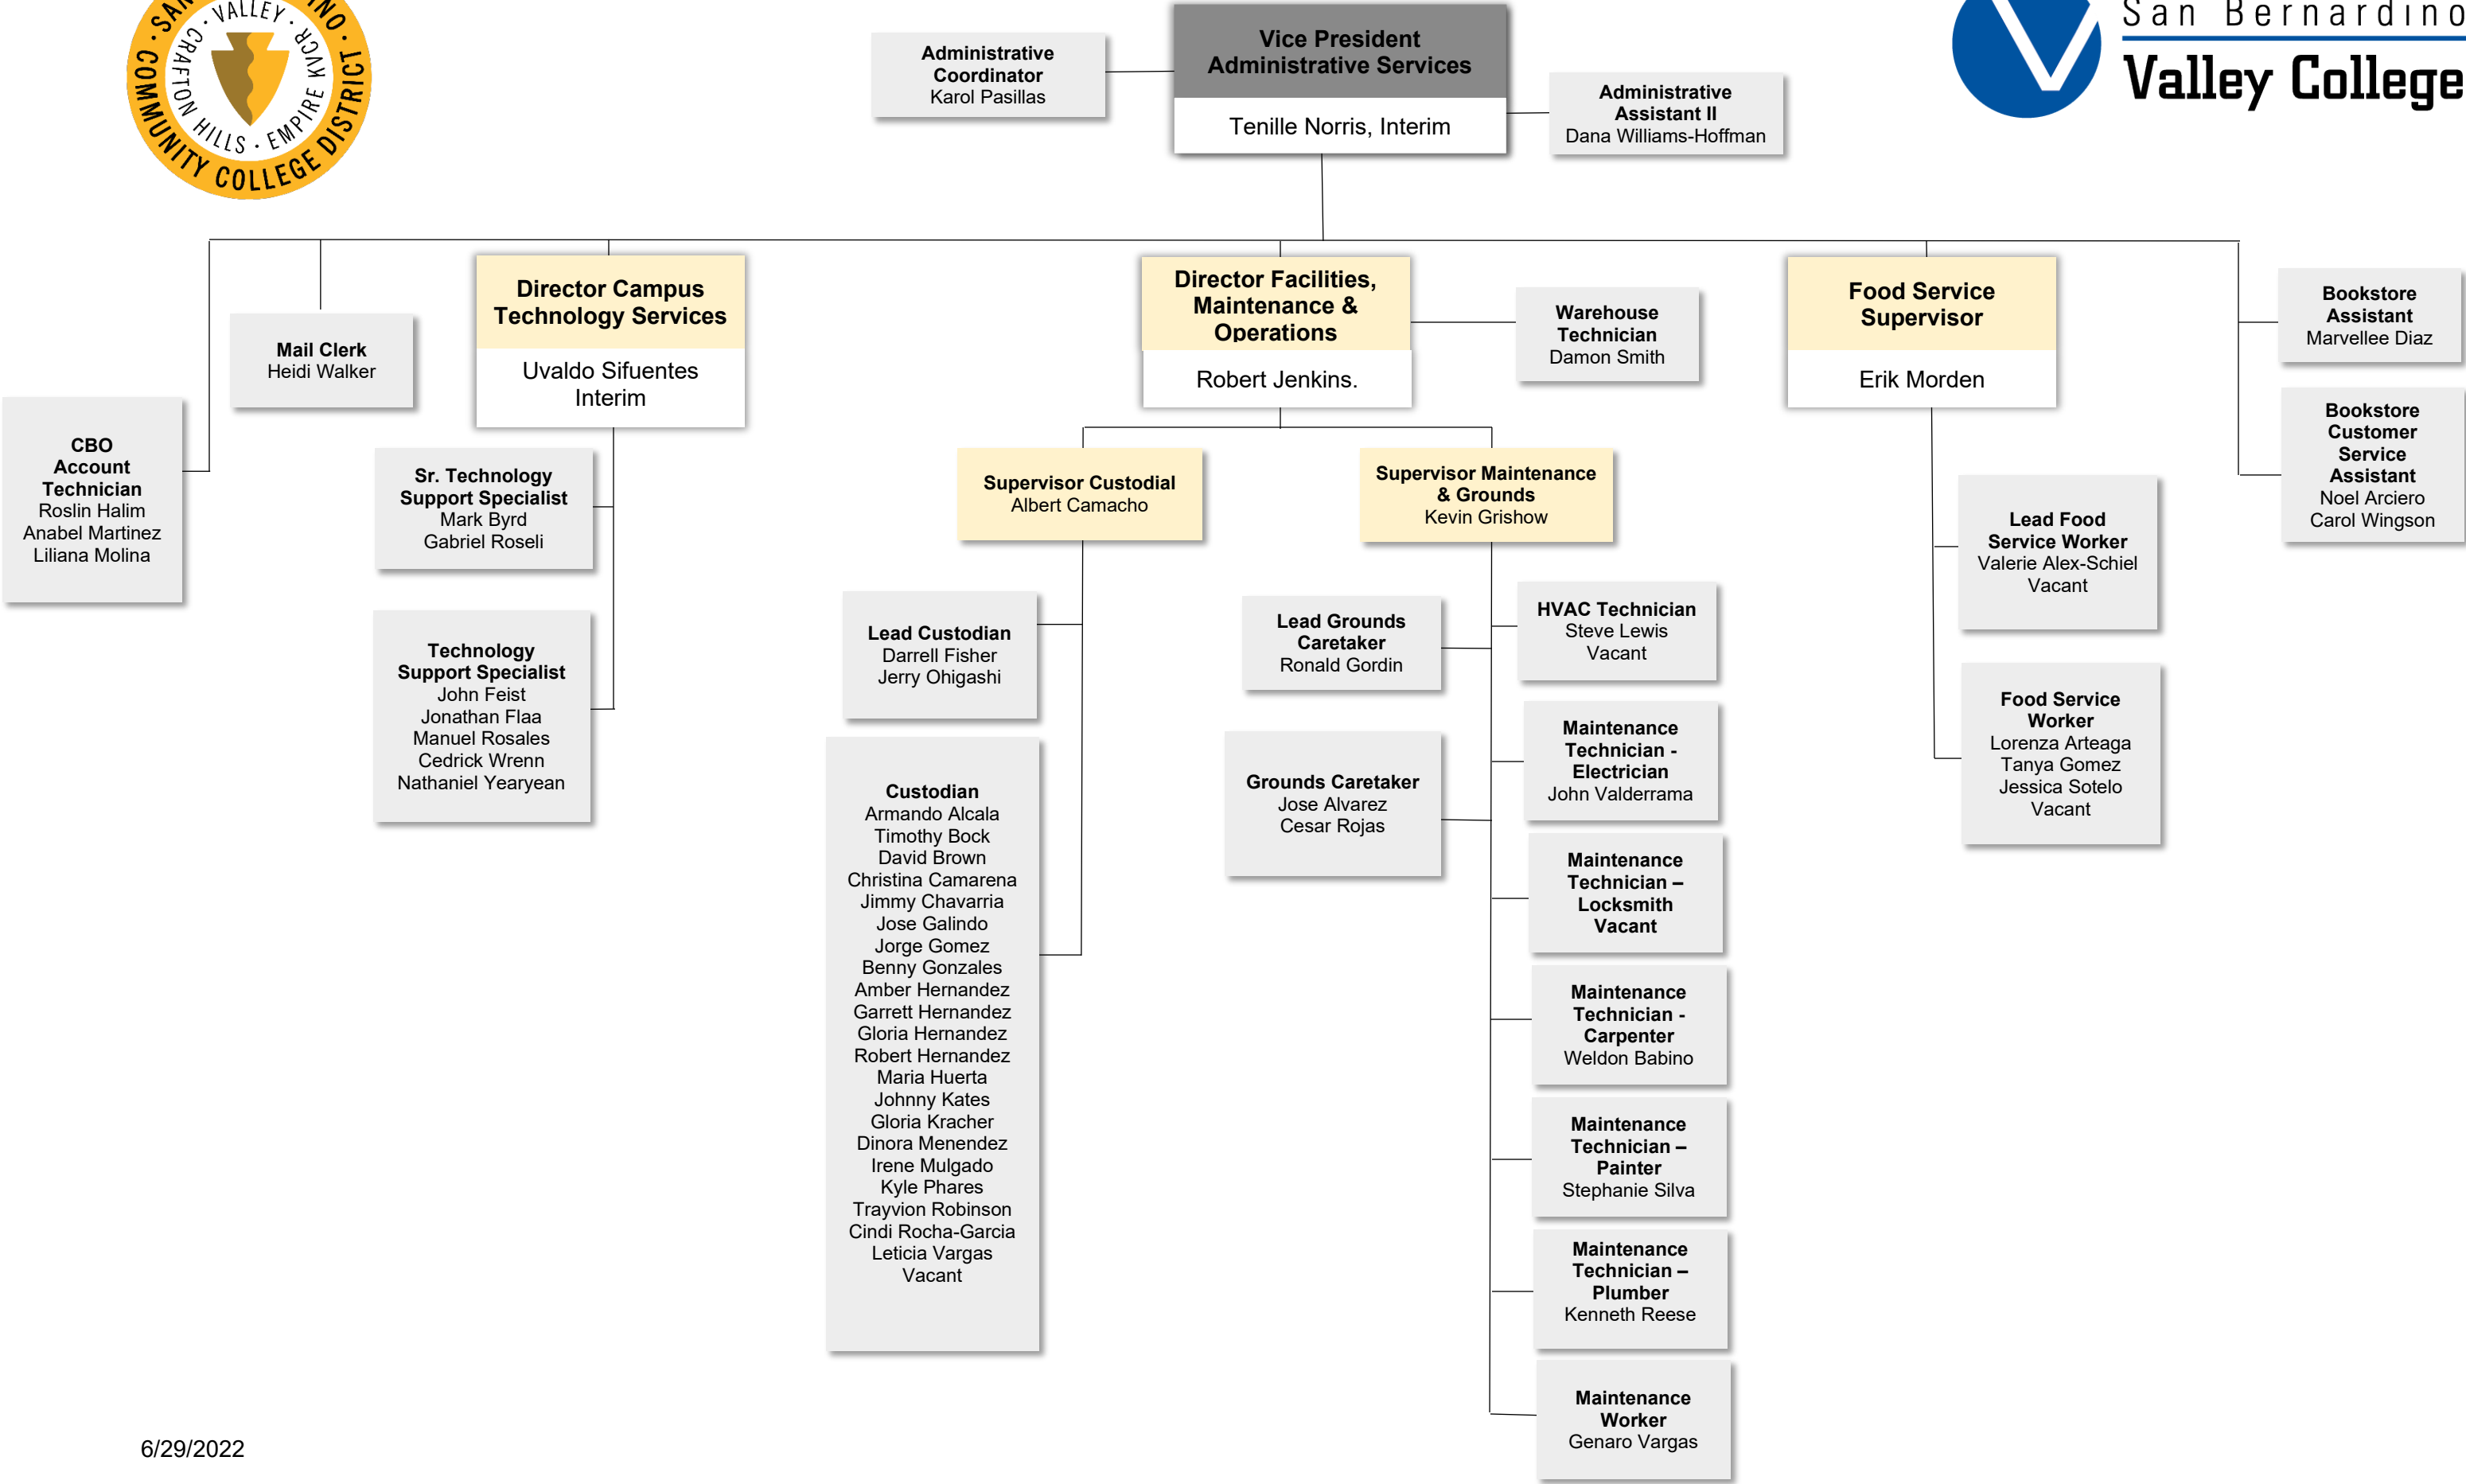 SAN
INO
COMMUNITY COLLEGE DISTRICT
VALLEY
CRAFTON HILLS
EMPIRE KVCR
San Bernardino
Valley College
Vice President
Administrative Services
Tenille Norris, Interim
Administrative
Coordinator
Karol Pasillas
Administrative
Assistant II
Dana Williams-Hoffman
CBO
Account
Technician
Roslin Halim
Anabel Martinez
Liliana Molina
Mail Clerk
Heidi Walker
Director Campus
Technology Services
Uvaldo Sifuentes
Interim
Sr. Technology
Support Specialist
Mark Byrd
Gabriel Roseli
Technology
Support Specialist
John Feist
Jonathan Flaa
Manuel Rosales
Cedrick Wrenn
Nathaniel Yearyean
Director Facilities,
Maintenance &
Operations
Robert Jenkins.
Warehouse
Technician
Damon Smith
Supervisor Custodial
Albert Camacho
Lead Custodian
Darrell Fisher
Jerry Ohigashi
Custodian
Armando Alcala
Timothy Bock
David Brown
Christina Camarena
Jimmy Chavarria
Jose Galindo
Jorge Gomez
Benny Gonzales
Amber Hernandez
Garrett Hernandez
Gloria Hernandez
Robert Hernandez
Maria Huerta
Johnny Kates
Gloria Kracher
Dinora Menendez
Irene Mulgado
Kyle Phares
Trayvion Robinson
Cindi Rocha-Garcia
Leticia Vargas
Vacant
Supervisor Maintenance
& Grounds
Kevin Grishow
Lead Grounds
Caretaker
Ronald Gordin
Grounds Caretaker
Jose Alvarez
Cesar Rojas
HVAC Technician
Steve Lewis
Vacant
Maintenance
Technician -
Electrician
John Valderrama
Maintenance
Technician –
Locksmith
Vacant
Maintenance
Technician -
Carpenter
Weldon Babino
Maintenance
Technician –
Painter
Stephanie Silva
Maintenance
Technician –
Plumber
Kenneth Reese
Maintenance
Worker
Genaro Vargas
Food Service
Supervisor
Erik Morden
Lead Food
Service Worker
Valerie Alex-Schiel
Vacant
Food Service
Worker
Lorenza Arteaga
Tanya Gomez
Jessica Sotelo
Vacant
Bookstore
Assistant
Marvellee Diaz
Bookstore
Customer
Service
Assistant
Noel Arciero
Carol Wingson
6/29/2022